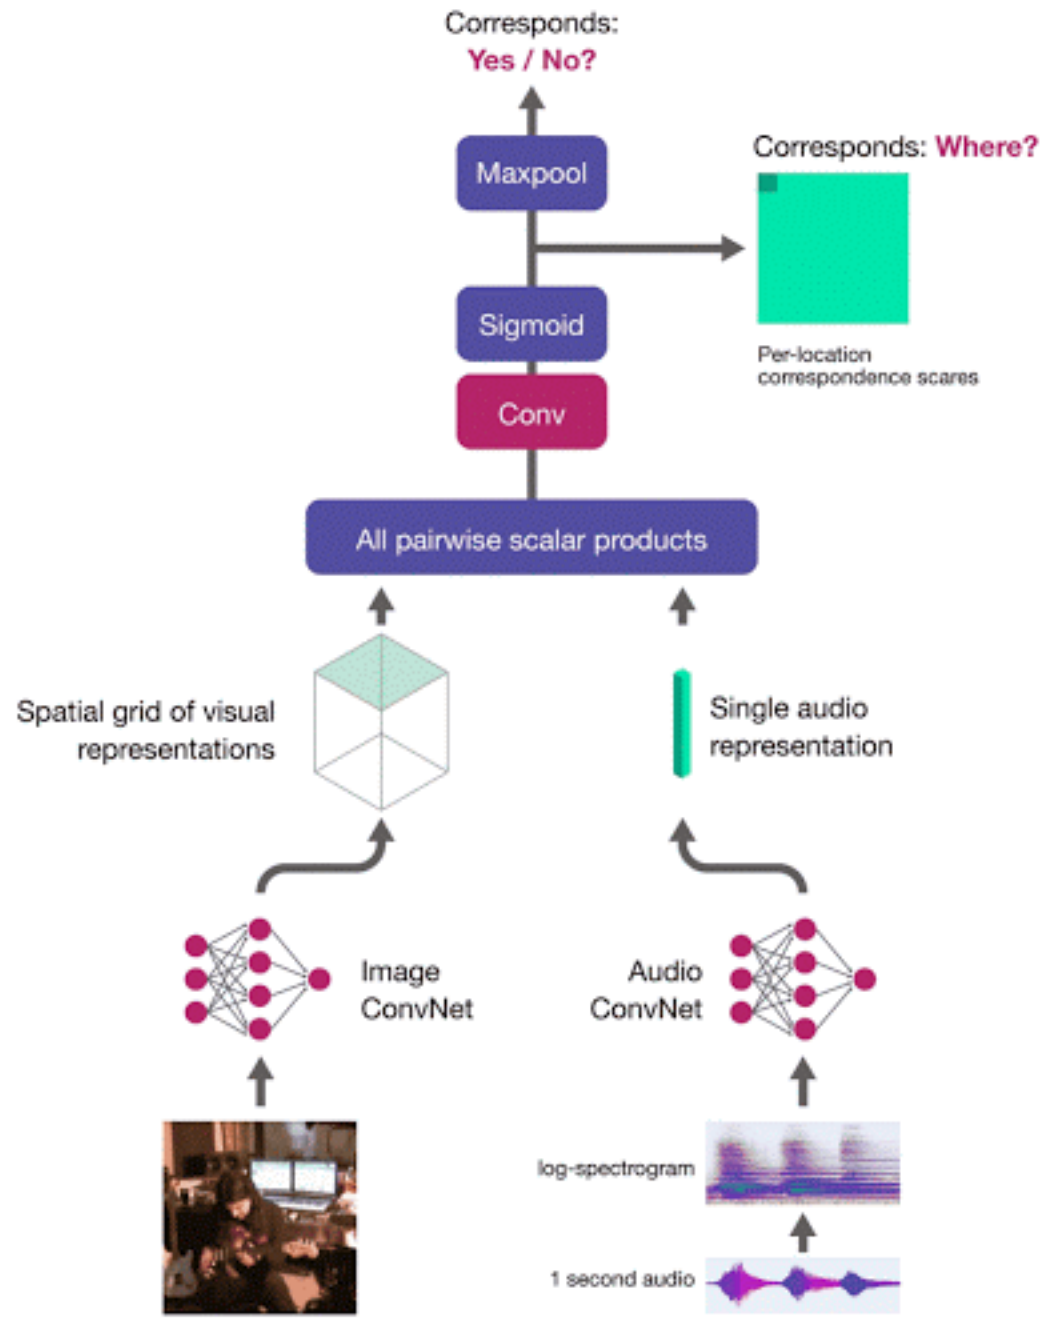 Corresponds:
Yes / No?
Maxpool
Corresponds: Where?
Sigmoid
Per-location
correspondence scares
Conv
All pairwise scalar products
Spatial grid of visual
representations
Single audio
representation
Image
ConvNet
Audio
ConvNet
log-spectrogram
1 second audio